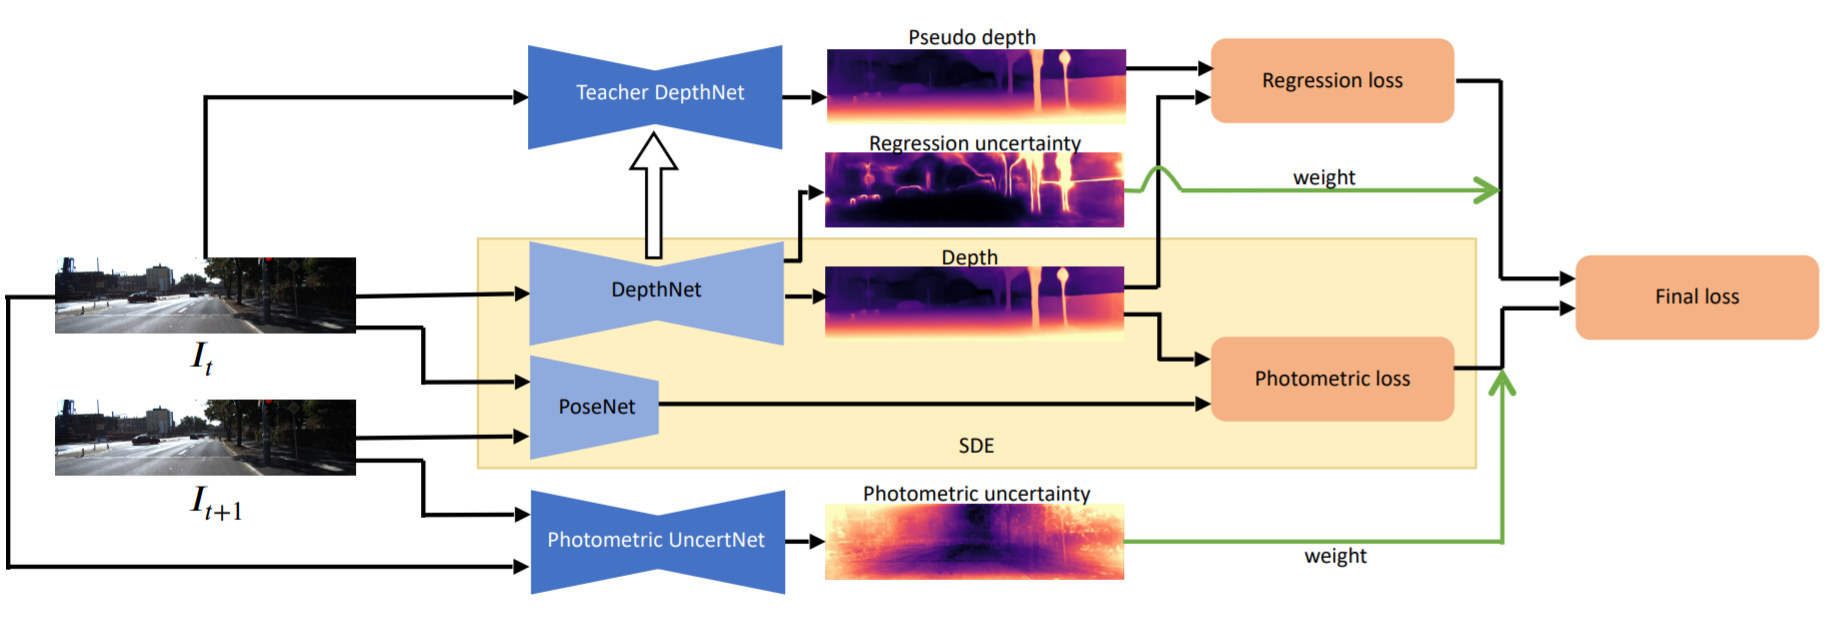 Pseudo depth
Teacher DepthNet
Regression loss
Regression uncertainty
weight
Depth
DepthNet
Final loss
I_t
Photometric loss
PoseNet
SDE
I_{t+1}
Photometric uncertainty
Photometric UncertNet
weight